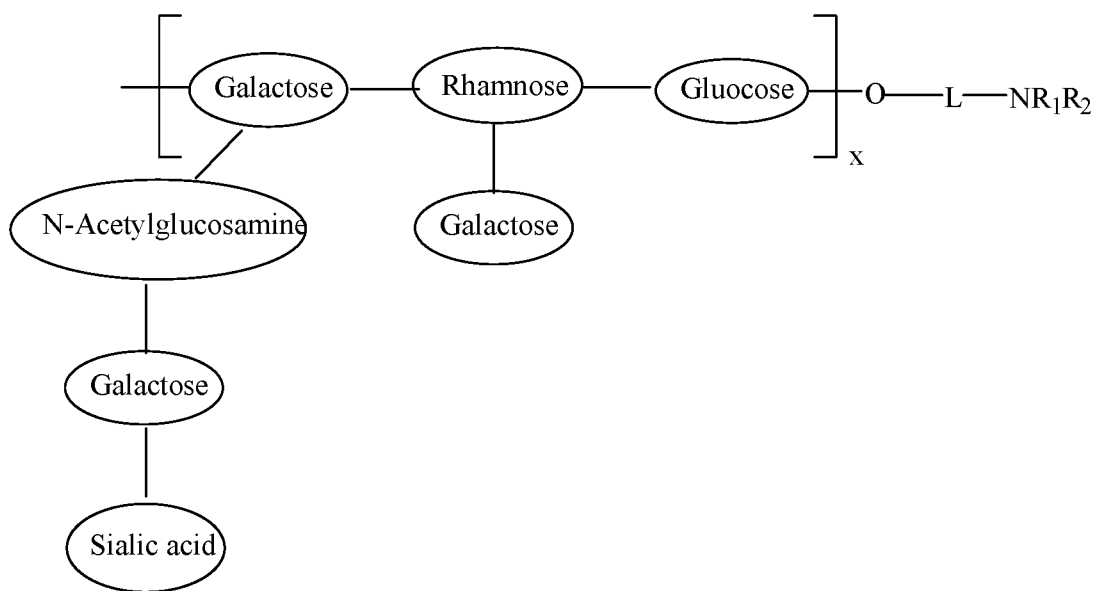 Galactose Rhamnose Gluocose O L NR₁R₂
x
N-Acetylglucosamine Galactose
Galactose
Sialic acid